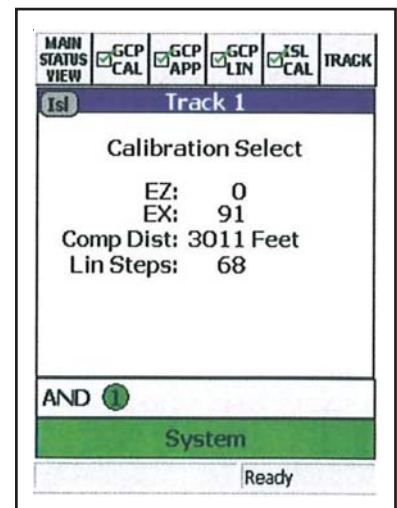 MAIN STATUS VIEW GCP CAL GCP APP GCP LIN ISL CAL TRACK
Isl Track 1
Calibration Select
EZ: 0
EX: 91
Comp Dist: 3011 Feet
Lin Steps: 68
AND 1
System
Ready